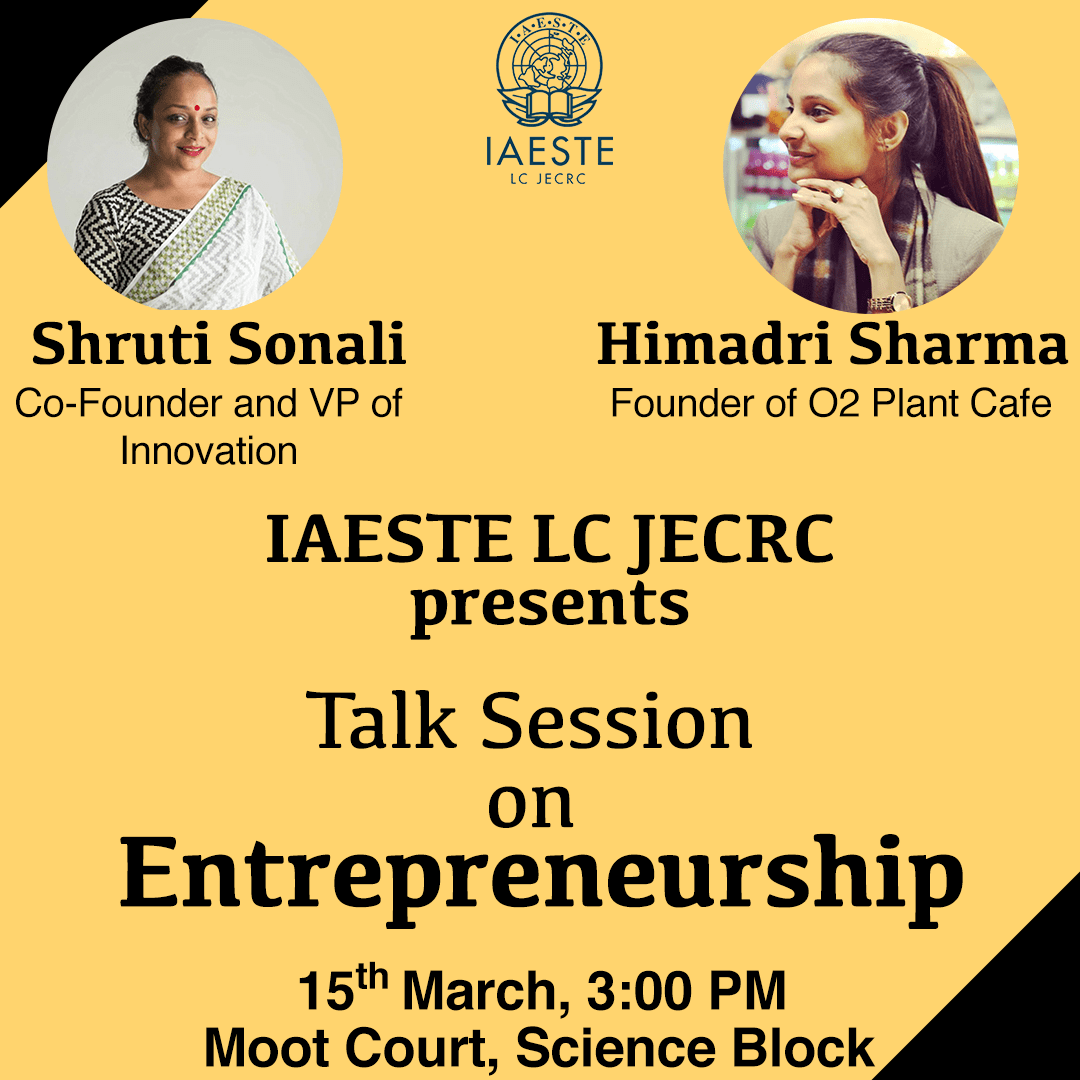 I·A·E·S·T·E
IAESTE
LC JECRC
Shruti Sonali
Co-Founder and VP of
Innovation
Himadri Sharma
Founder of O2 Plant Cafe
IAESTE LC JECRC
presents
Talk Session
on
Entrepreneurship
15th March, 3:00 PM
Moot Court, Science Block